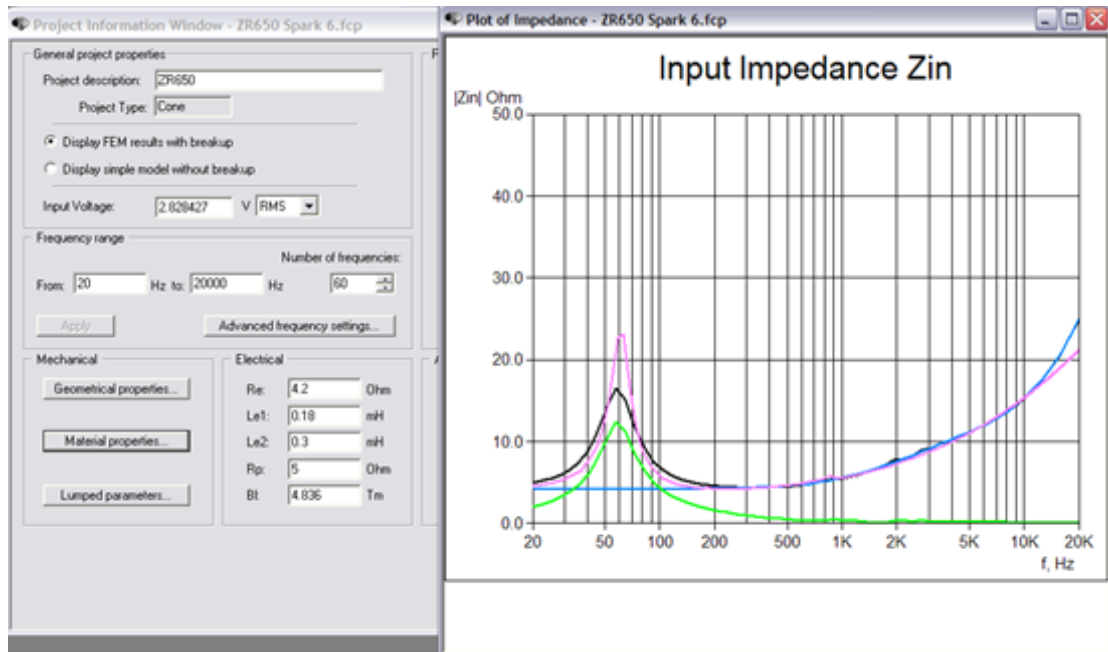 Project Information Window - ZR650 Spark 6.fcp
General project properties
Project description: ZR650
Project Type: Cone
Display FEM results with breakup
Display simple model without breakup
Input Voltage: 2.828427 V RMS
Frequency range
Number of frequencies:
From: 20 Hz to: 20000 Hz 60
Apply Advanced frequency settings...
Mechanical
Geometrical properties...
Material properties...
Lumped parameters...
Electrical
Re: 4.2 Ohm
Le1: 0.18 mH
Le2: 0.3 mH
Rp: 5 Ohm
Bl: 4.836 Tm
Plot of Impedance - ZR650 Spark 6.fcp
Input Impedance Zin
|Zin| Ohm
50.0
40.0
30.0
20.0
10.0
0.0
20 50 100 200 500 1K 2K 5K 10K 20K
f, Hz